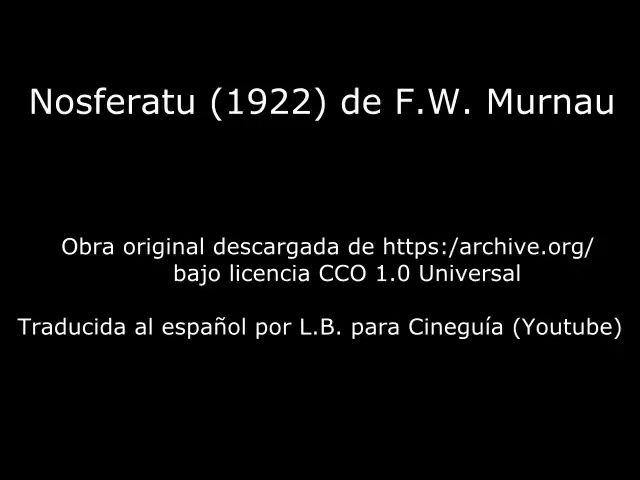 Nosferatu (1922) de F.W. Murnau
Obra original descargada de https:/archive.org/
bajo licencia CCO 1.0 Universal
Traducida al español por L.B. para Cineguía (Youtube)